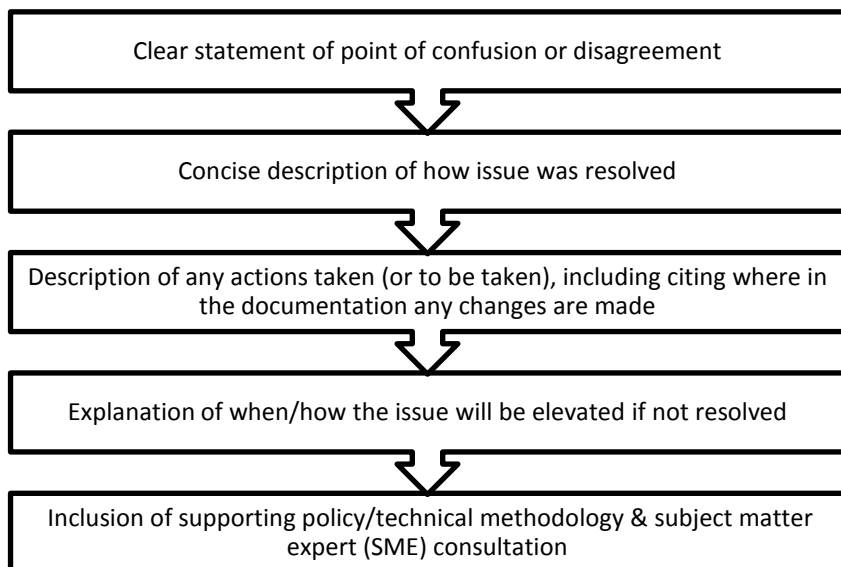 Clear statement of point of confusion or disagreement
Concise description of how issue was resolved
Description of any actions taken (or to be taken), including citing where in
the documentation any changes are made
Explanation of when/how the issue will be elevated if not resolved
Inclusion of supporting policy/technical methodology & subject matter
expert (SME) consultation